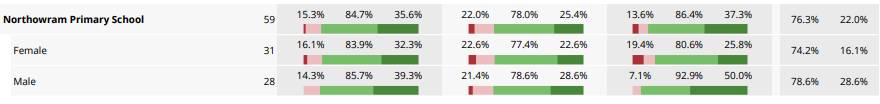 Northowram Primary School 59 15.3% 84.7% 35.6% 22.0% 78.0% 25.4% 13.6% 86.4% 37.3% 76.3% 22.0%
Female 31 16.1% 83.9% 32.3% 22.6% 77.4% 22.6% 19.4% 80.6% 25.8% 74.2% 16.1%
Male 28 14.3% 85.7% 39.3% 21.4% 78.6% 28.6% 7.1% 92.9% 50.0% 78.6% 28.6%